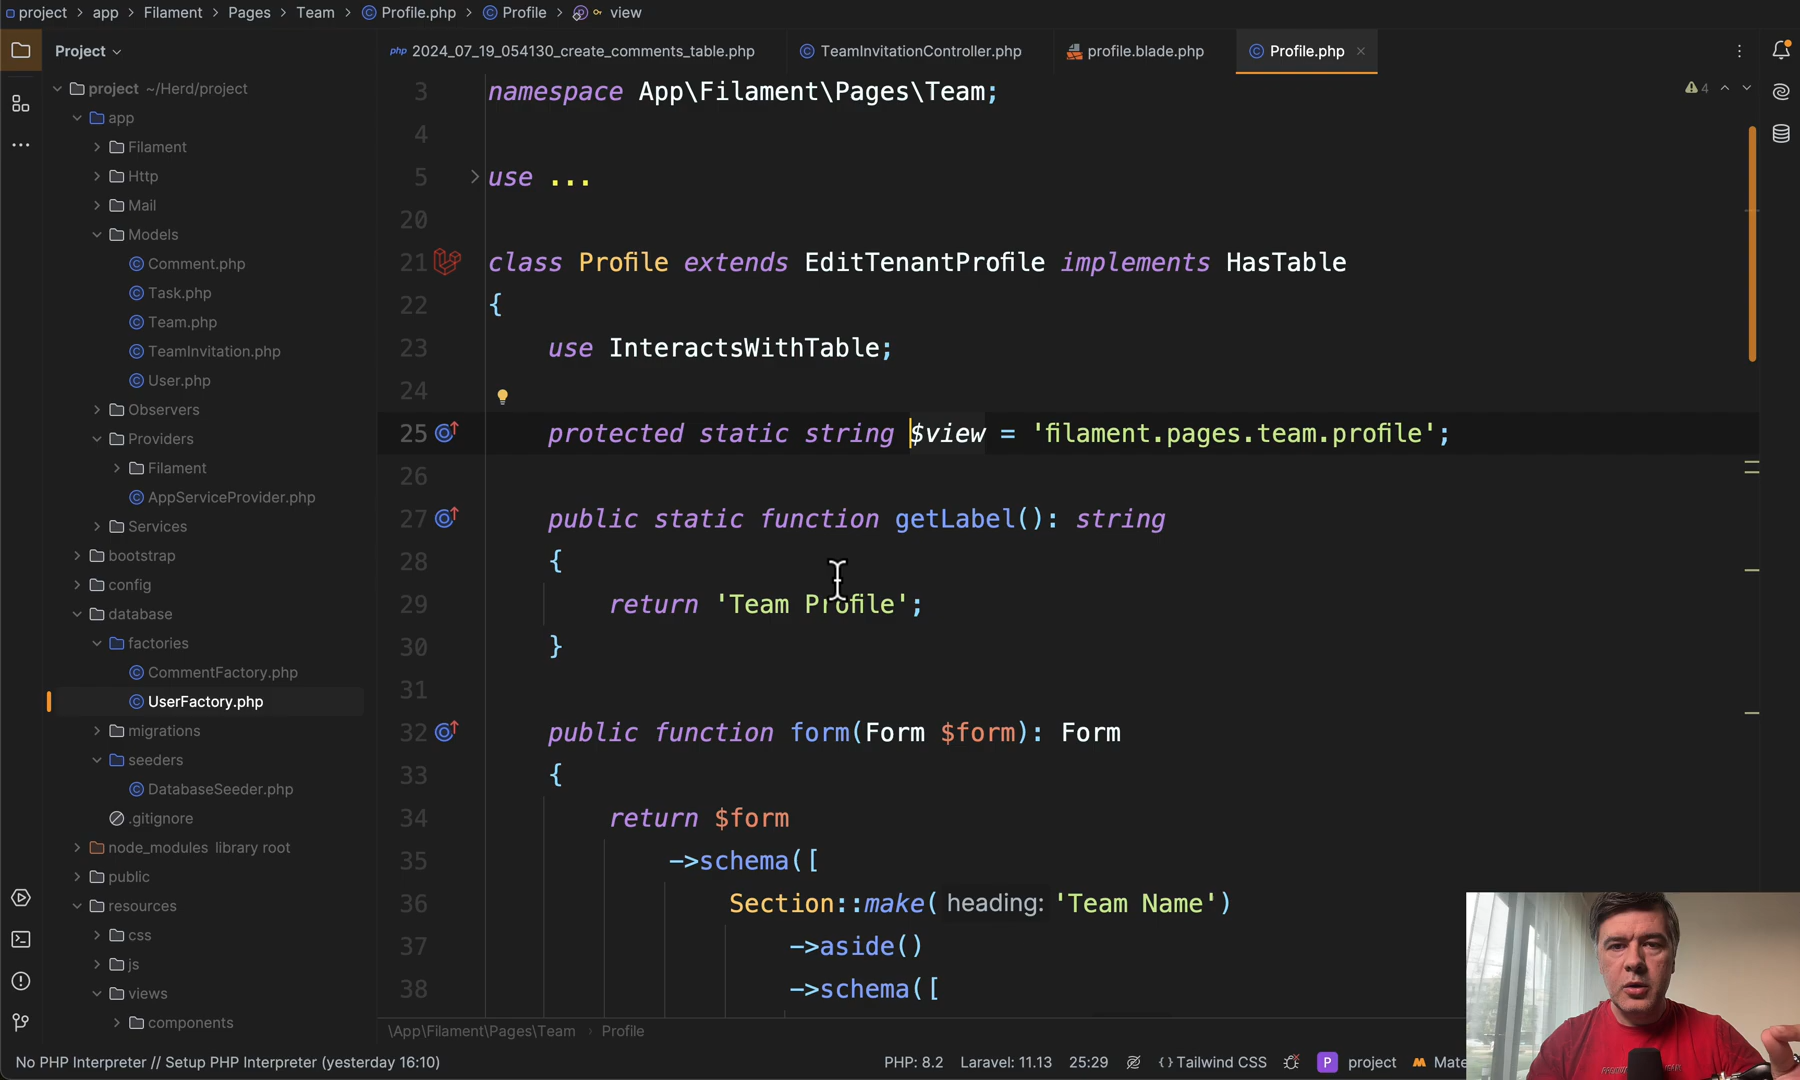 project > app > Filament > Pages > Team > Profile.php > Profile > view
Project
php 2024_07_19_054130_create_comments_table.php
TeamInvitationController.php
profile.blade.php
Profile.php
project ~/Herd/project
app
Filament
Http
Mail
Models
Comment.php
Task.php
Team.php
TeamInvitation.php
User.php
Observers
Providers
Filament
AppServiceProvider.php
Services
bootstrap
config
database
factories
CommentFactory.php
UserFactory.php
migrations
seeders
DatabaseSeeder.php
.gitignore
node_modules library root
public
resources
css
js
views
components
4
3 namespace App\Filament\Pages\Team;
4
5 use ...
20
21 class Profile extends EditTenantProfile implements HasTable
22 {
23 use InteractsWithTable;
24
25 protected static string $view = 'filament.pages.team.profile';
26
27 public static function getLabel(): string
28 {
29 return 'Team Profile';
30 }
31
32 public function form(Form $form): Form
33 {
34 return $form
35 ->schema([
36 Section::make( heading: 'Team Name')
37 ->aside()
38 ->schema([
\App\Filament\Pages\Team > Profile
No PHP Interpreter // Setup PHP Interpreter (yesterday 16:10)
PHP: 8.2 Laravel: 11.13 25:29 Tailwind CSS P project Mate